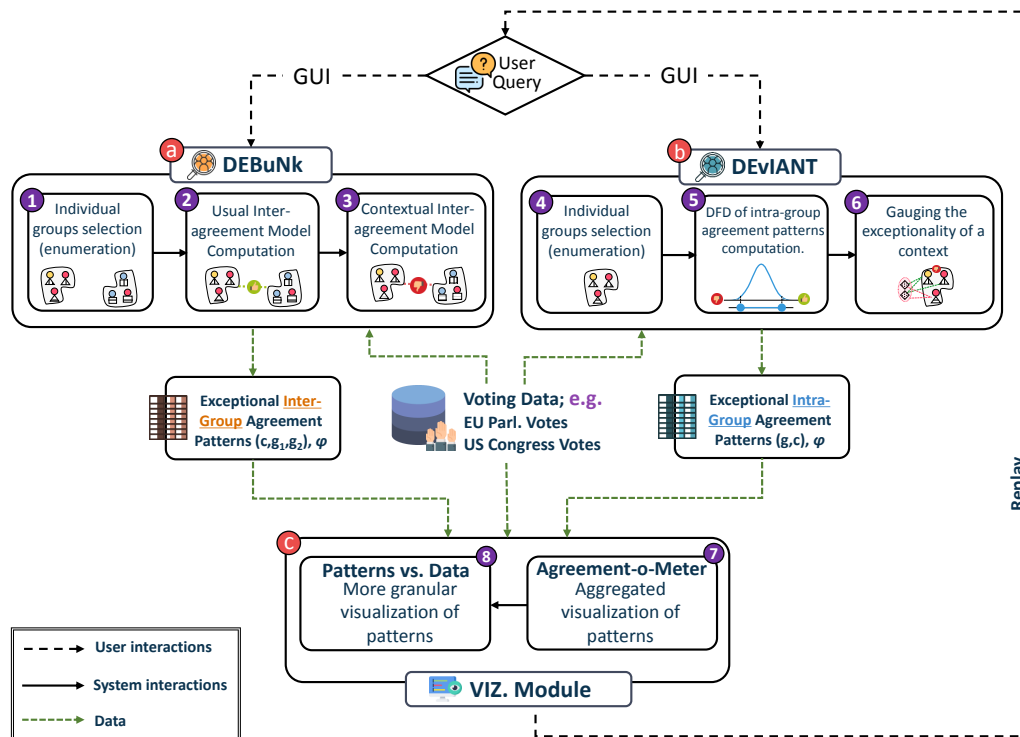 User
Query
GUI
GUI
a
DEBuNk
b
DEvIANT
1
Individual
groups selection
(enumeration)
2
Usual Inter-
agreement Model
Computation
3
Contextual Inter-
agreement Model
Computation
4
Individual
groups selection
(enumeration)
5
DFD of intra-group
agreement patterns
computation.
6
Gauging the
exceptionality of a
context
Exceptional Inter-
Group Agreement
Patterns (c,g₁,g₂), φ
Voting Data; e.g.
EU Parl. Votes
US Congress Votes
Exceptional Intra-
Group Agreement
Patterns (g,c), φ
Replay
C
8
Patterns vs. Data
More granular
visualization of
patterns
7
Agreement-o-Meter
Aggregated
visualization of
patterns
VIZ. Module
User interactions
System interactions
Data